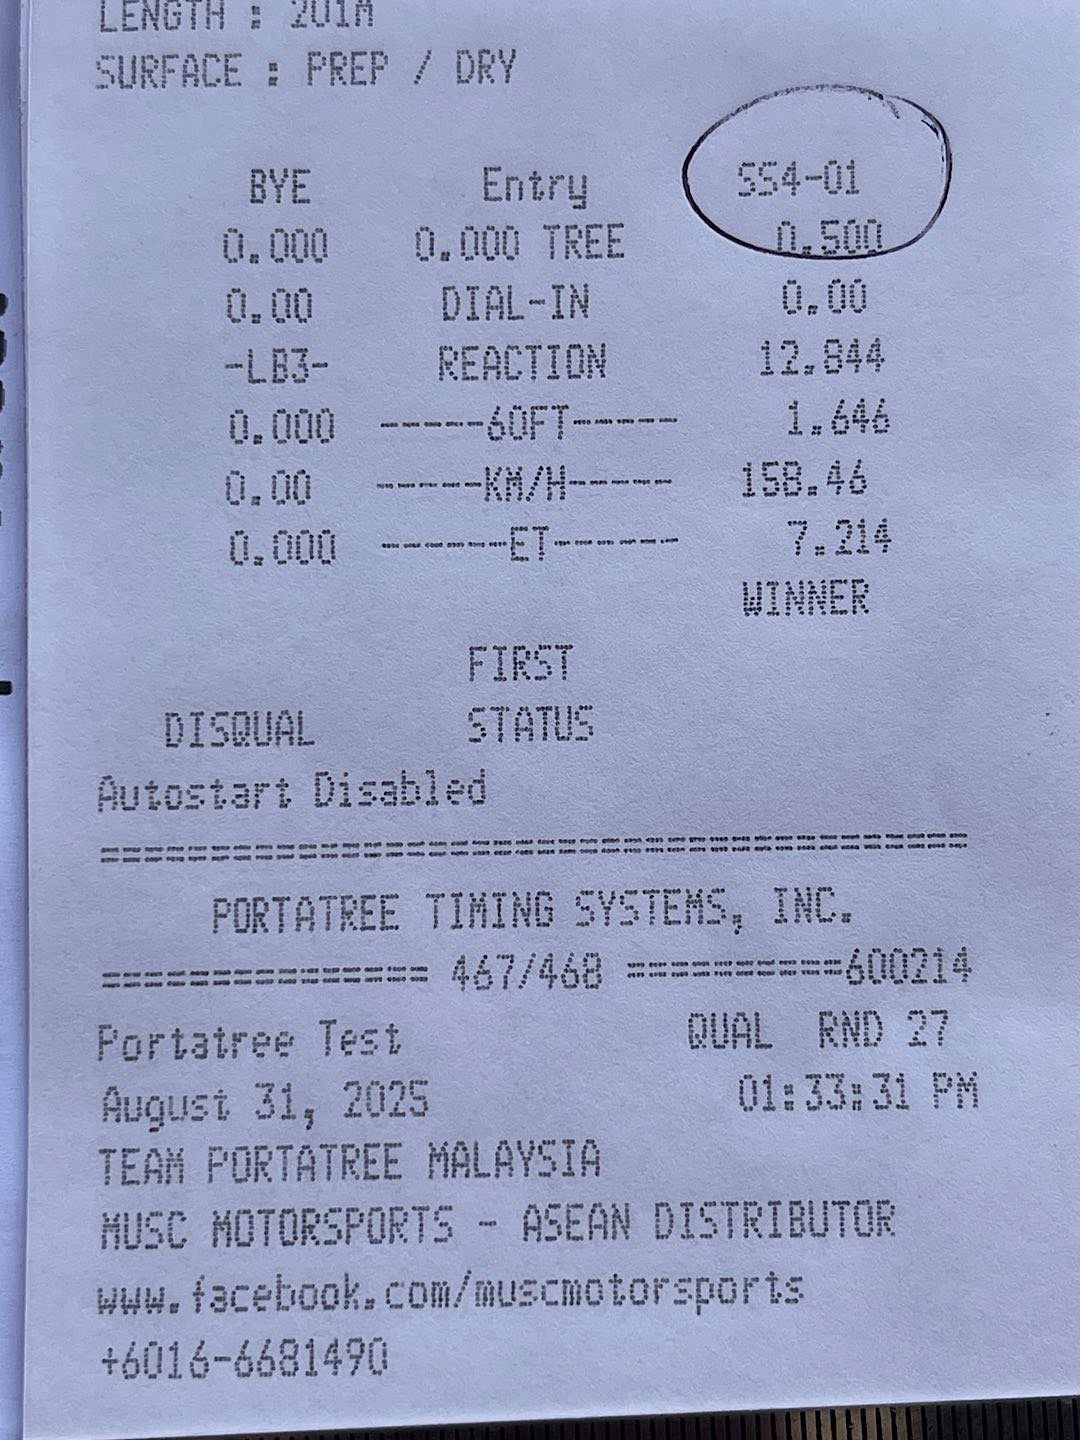 LENGTH : 201M
SURFACE : PREP / DRY
BYE Entry SS4-01
0.000 0.000 TREE 0.500
0.00 DIAL-IN 0.00
-LB3- REACTION 12.844
0.000 -----60FT----- 1.646
0.00 -----KM/H----- 158.46
0.000 ------ET------ 7.214
WINNER
FIRST
DISQUAL STATUS
Autostart Disabled
========================================
PORTATREE TIMING SYSTEMS, INC.
=============== 467/468 ==========600214
Portatree Test QUAL RND 27
August 31, 2025 01:33:31 PM
TEAM PORTATREE MALAYSIA
MUSC MOTORSPORTS - ASEAN DISTRIBUTOR
www.facebook.com/muscmotorsports
+6016-6681490